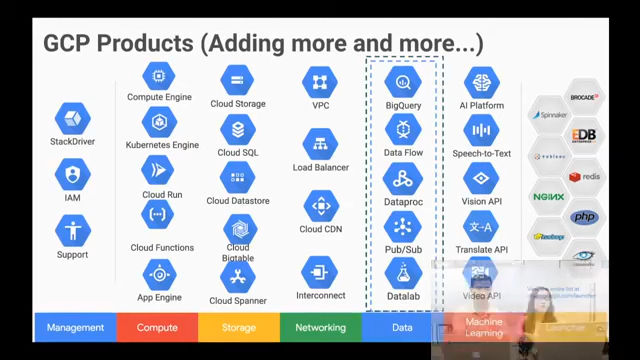 GCP Products (Adding more and more...)
StackDriver
IAM
Support
Management
Compute Engine
Kubernetes Engine
Cloud Run
Cloud Functions
App Engine
Compute
Cloud Storage
Cloud SQL
Cloud Datastore
Cloud
Bigtable
Cloud Spanner
Storage
VPC
Load Balancer
Cloud CDN
Interconnect
Networking
BigQuery
Data Flow
Dataproc
Pub/Sub
Datalab
Data
AI Platform
Speech-to-Text
Vision API
Translate API
Video API
Machine
Learning
Spinnaker
BROCADE
EDB
redis
NGINX
php
Launcher